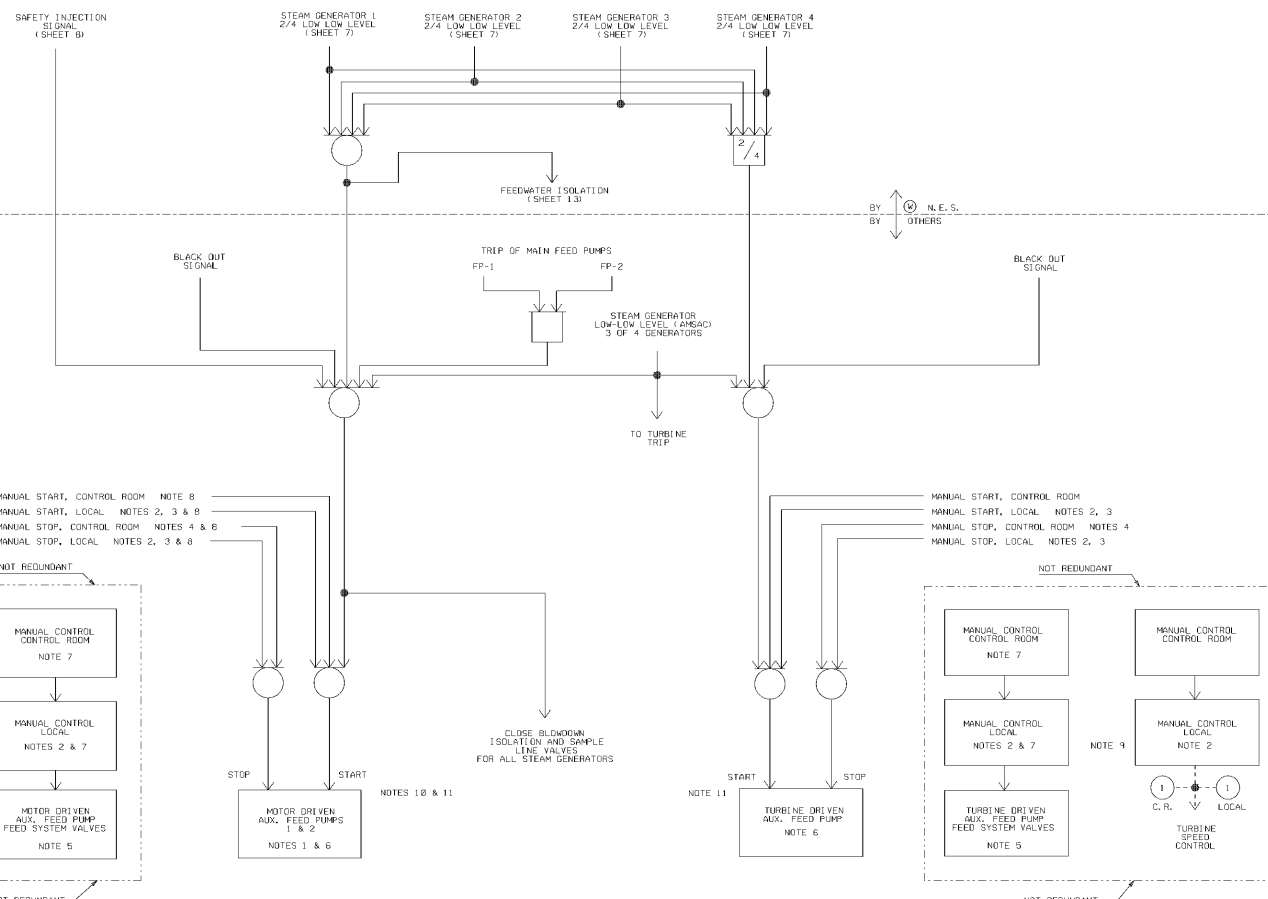 SAFETY INJECTION
SIGNAL
(SHEET 8)
STEAM GENERATOR 1
2/4 LOW LOW LEVEL
(SHEET 7)
STEAM GENERATOR 2
2/4 LOW LOW LEVEL
(SHEET 7)
STEAM GENERATOR 3
2/4 LOW LOW LEVEL
(SHEET 7)
STEAM GENERATOR 4
2/4 LOW LOW LEVEL
(SHEET 7)
2/4
FEEDWATER ISOLATION
(SHEET 13)
BY W N.E.S.
BY OTHERS
BLACK OUT
SIGNAL
TRIP OF MAIN FEED PUMPS
FP-1 FP-2
BLACK OUT
SIGNAL
STEAM GENERATOR
LOW-LOW LEVEL (AMSAC)
3 OF 4 GENERATORS
TO TURBINE
TRIP
MANUAL START, CONTROL ROOM NOTE 8
MANUAL START, LOCAL NOTES 2, 3 & 8
MANUAL STOP, CONTROL ROOM NOTES 4 & 8
MANUAL STOP, LOCAL NOTES 2, 3 & 8
MANUAL START, CONTROL ROOM
MANUAL START, LOCAL NOTES 2, 3
MANUAL STOP, CONTROL ROOM NOTES 4
MANUAL STOP, LOCAL NOTES 2, 3
NOT REDUNDANT
MANUAL CONTROL
CONTROL ROOM
NOTE 7
MANUAL CONTROL
LOCAL
NOTES 2 & 7
MOTOR DRIVEN
AUX. FEED PUMP
FEED SYSTEM VALVES
NOTE 5
NOT REDUNDANT
STOP START
MOTOR DRIVEN
AUX. FEED PUMPS
1 & 2
NOTES 1 & 6
NOTES 10 & 11
CLOSE BLOWDOWN
ISOLATION AND SAMPLE
LINE VALVES
FOR ALL STEAM GENERATORS
START STOP
NOTE 11
TURBINE DRIVEN
AUX. FEED PUMP
NOTE 6
NOT REDUNDANT
MANUAL CONTROL
CONTROL ROOM
NOTE 7
MANUAL CONTROL
LOCAL
NOTES 2 & 7
TURBINE DRIVEN
AUX. FEED PUMP
FEED SYSTEM VALVES
NOTE 5
MANUAL CONTROL
CONTROL ROOM
NOTE 9
MANUAL CONTROL
LOCAL
NOTE 2
1 1
C.R. LOCAL
TURBINE
SPEED
CONTROL
NOT REDUNDANT